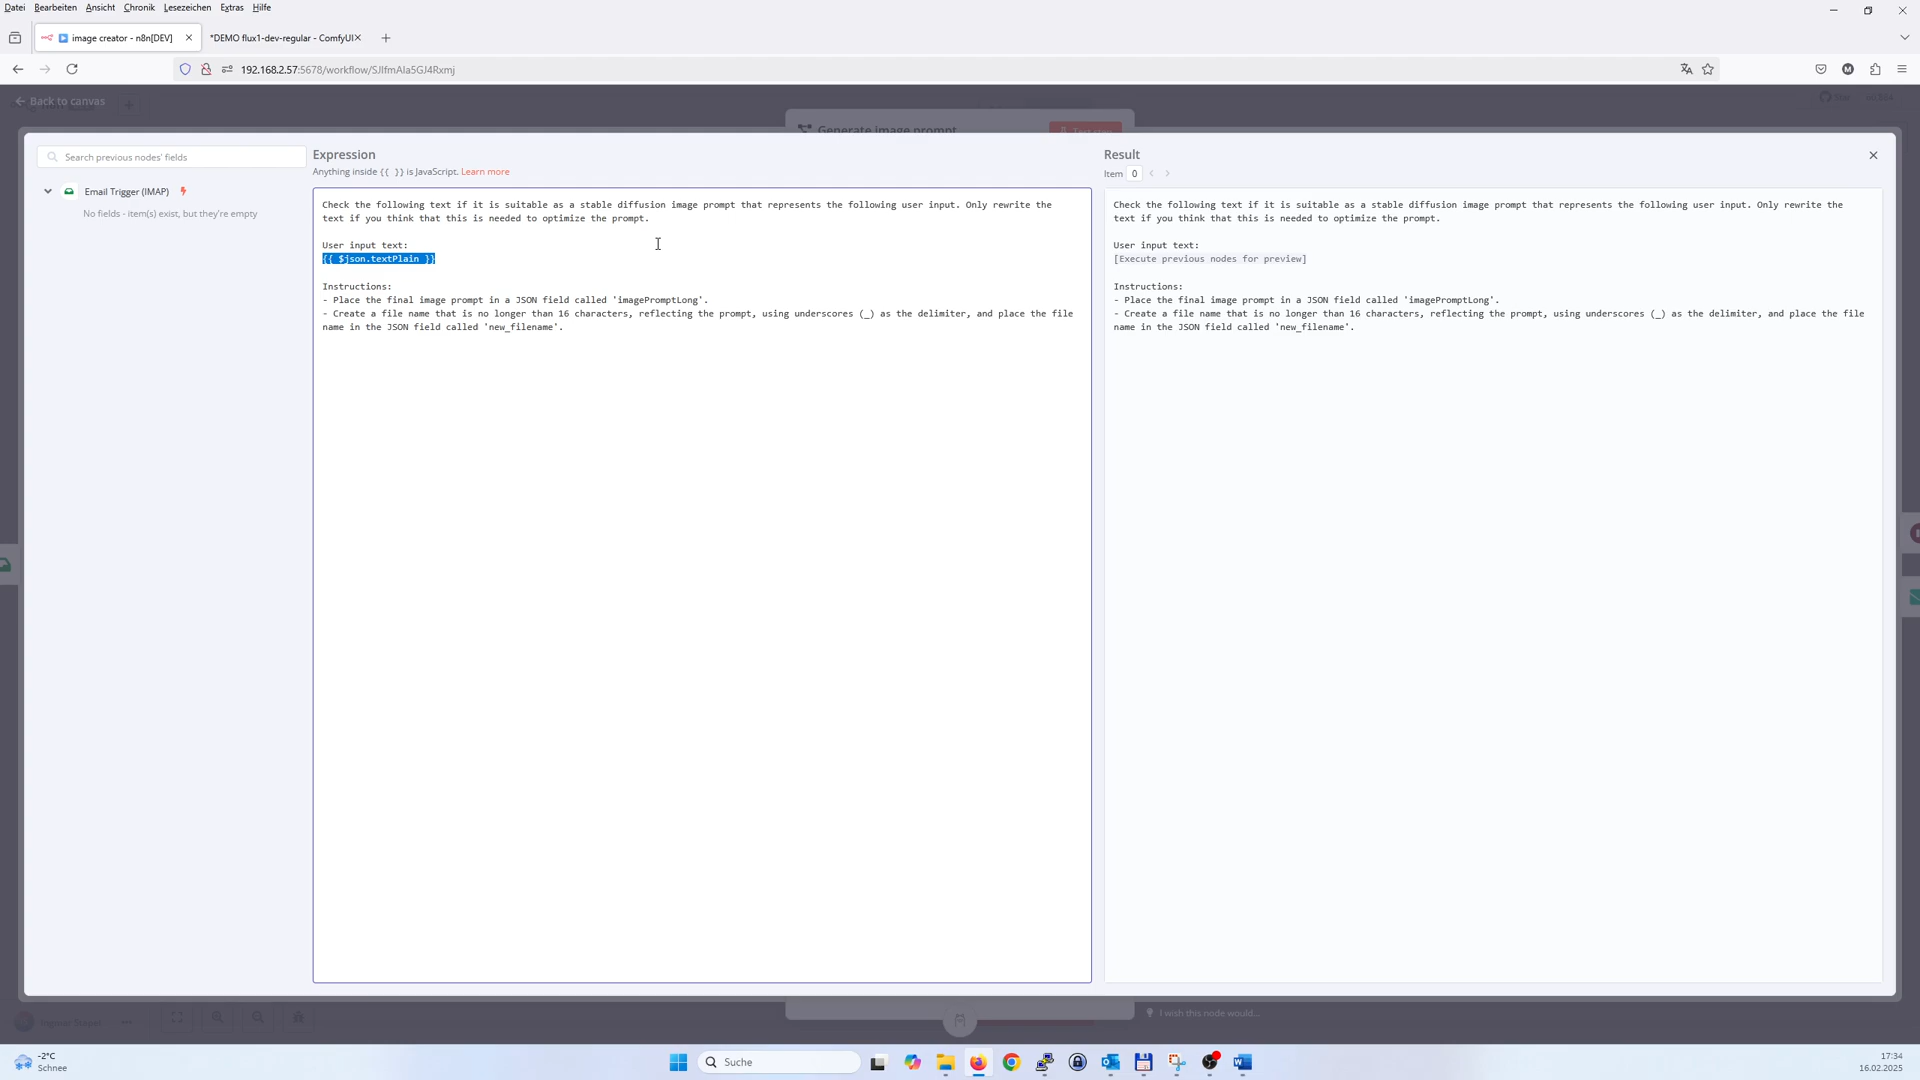 Datei Bearbeiten Ansicht Chronik Lesezeichen Extras Hilfe
image creator - n8n[DEV]
*DEMO flux1-dev-regular - ComfyUI
192.168.2.57:5678/workflow/SJIfmAIa5GJ4Rxmj
Back to canvas
Generate image prompt
Search previous nodes' fields
Email Trigger (IMAP)
No fields - item(s) exist, but they're empty
Expression
Anything inside {{ }} is JavaScript. Learn more
Check the following text if it is suitable as a stable diffusion image prompt that represents the following user input. Only rewrite the
text if you think that this is needed to optimize the prompt.
User input text:
{{ $json.textPlain }}
Instructions:
- Place the final image prompt in a JSON field called 'imagePromptLong'.
- Create a file name that is no longer than 16 characters, reflecting the prompt, using underscores (_) as the delimiter, and place the file
name in the JSON field called 'new_filename'.
Result
Item 0
Check the following text if it is suitable as a stable diffusion image prompt that represents the following user input. Only rewrite the
text if you think that this is needed to optimize the prompt.
User input text:
[Execute previous nodes for preview]
Instructions:
- Place the final image prompt in a JSON field called 'imagePromptLong'.
- Create a file name that is no longer than 16 characters, reflecting the prompt, using underscores (_) as the delimiter, and place the file
name in the JSON field called 'new_filename'.
I wish this node would...
-2°C
Schnee
Suche
17:34
16.02.2025